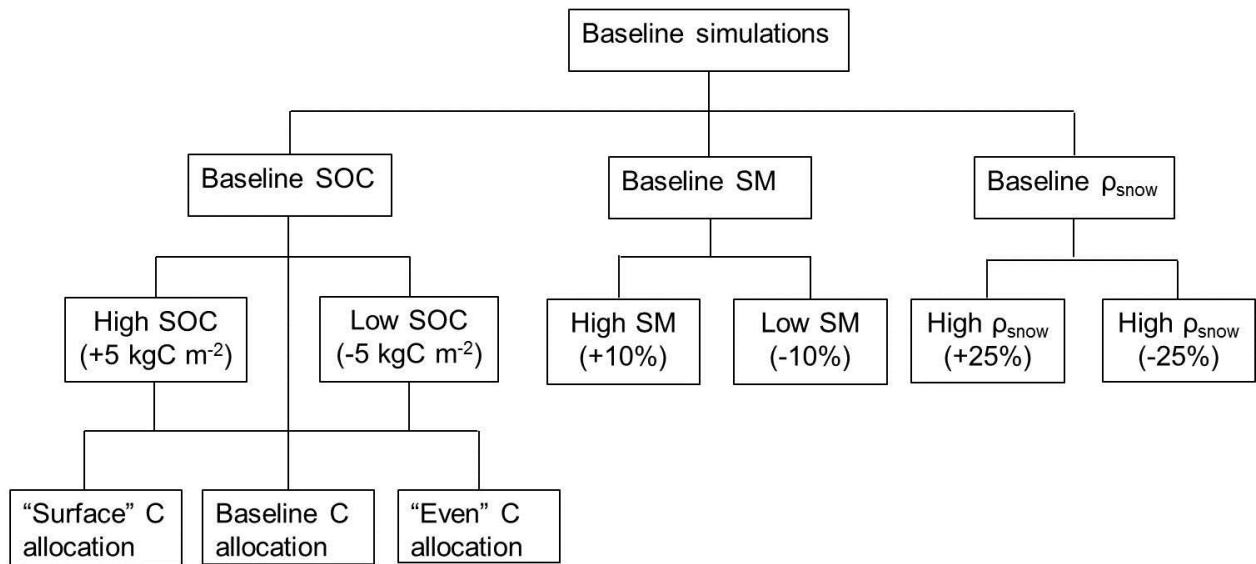 Baseline simulations
Baseline SOC
Baseline SM
Baseline ρsnow
High SOC
(+5 kgC m-2)
Low SOC
(-5 kgC m-2)
High SM
(+10%)
Low SM
(-10%)
High ρsnow
(+25%)
High ρsnow
(-25%)
“Surface” C
allocation
Baseline C
allocation
“Even” C
allocation